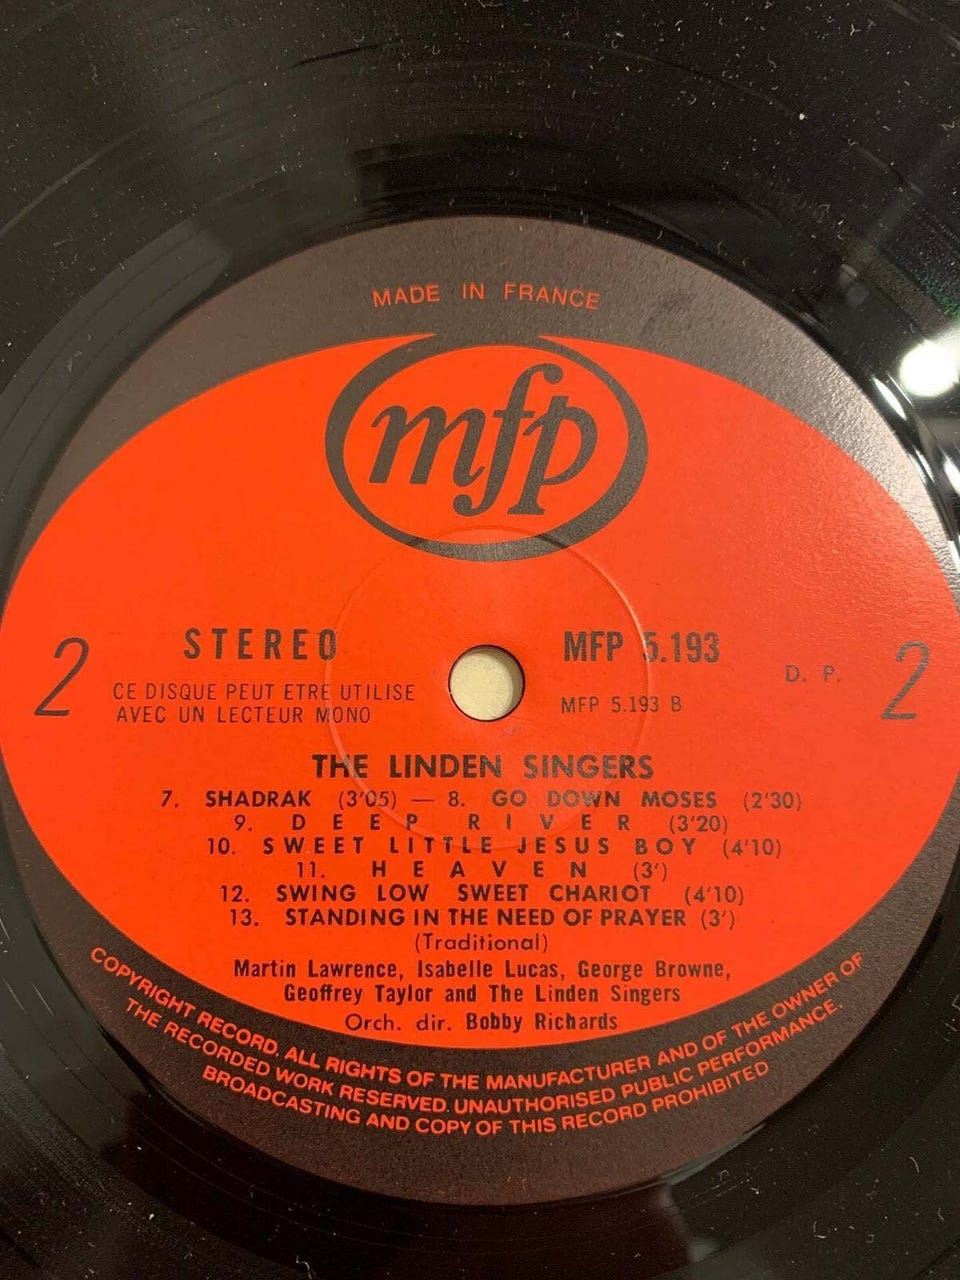 MADE IN FRANCE
mfp
2 STEREO MFP 5.193 D. P. 2
CE DISQUE PEUT ETRE UTILISE
AVEC UN LECTEUR MONO
MFP 5.193 B
THE LINDEN SINGERS
7. SHADRAK (3'05) — 8. GO DOWN MOSES (2'30)
9. DEEP RIVER (3'20)
10. SWEET LITTLE JESUS BOY (4'10)
11. HEAVEN (3')
12. SWING LOW SWEET CHARIOT (4'10)
13. STANDING IN THE NEED OF PRAYER (3')
(Traditional)
Martin Lawrence, Isabelle Lucas, George Browne,
Geoffrey Taylor and The Linden Singers
Orch. dir. Bobby Richards
COPYRIGHT RECORD. ALL RIGHTS OF THE MANUFACTURER AND OF THE OWNER OF
THE RECORDED WORK RESERVED. UNAUTHORISED PUBLIC PERFORMANCE.
BROADCASTING AND COPY OF THIS RECORD PROHIBITED